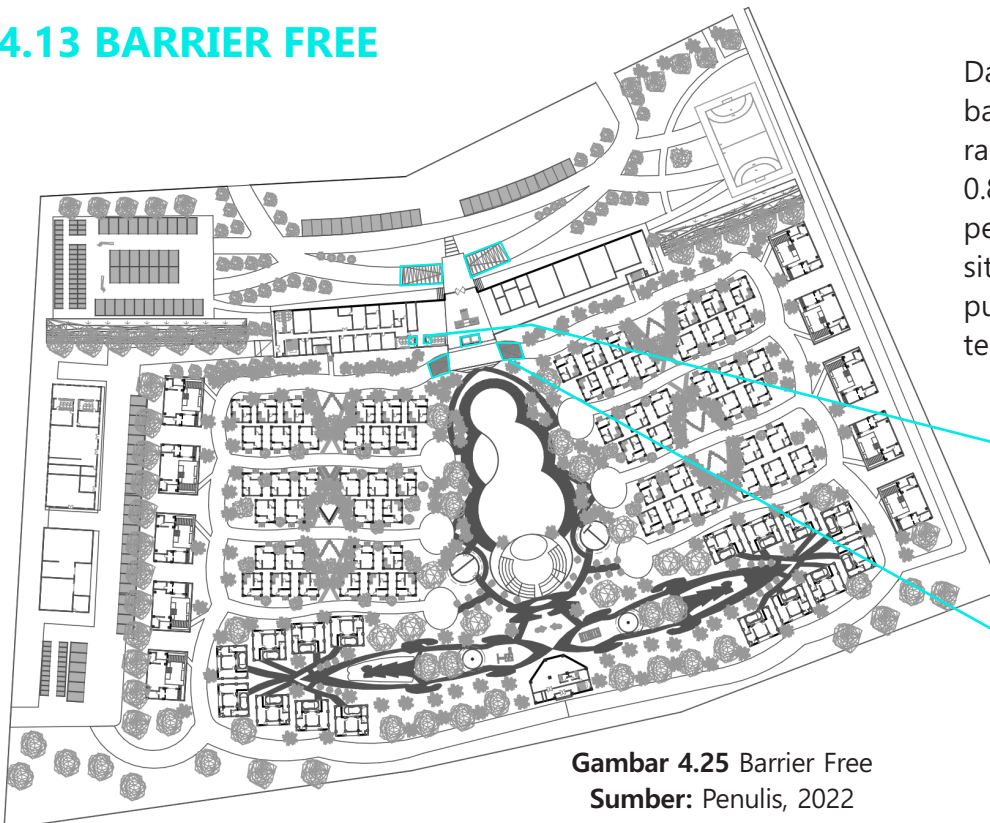 4.13 BARRIER FREE
Da
ba
ra
0.8
pe
sit
pu
te
Gambar 4.25 Barrier Free
Sumber: Penulis, 2022